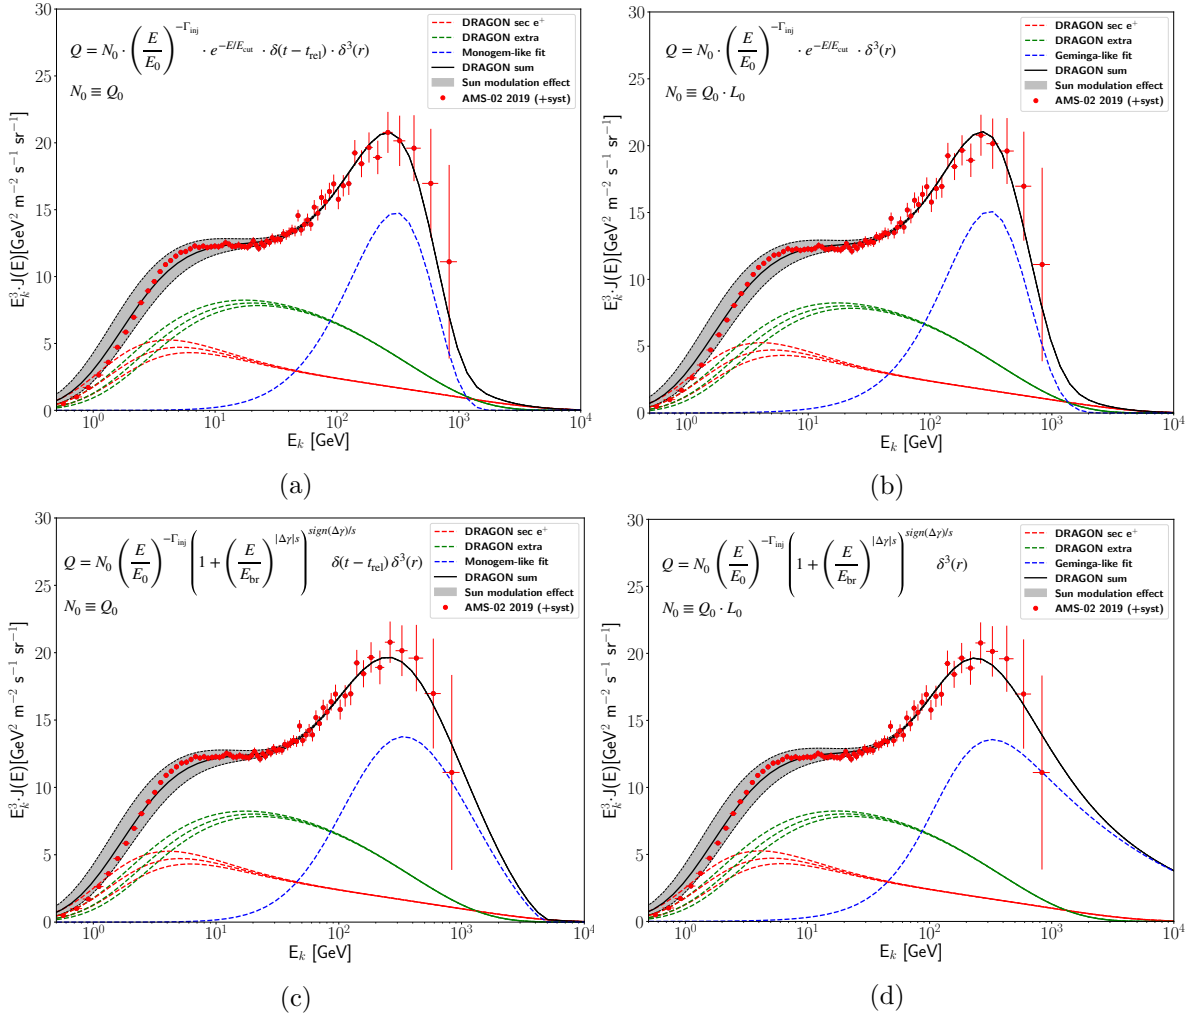 Q = N₀ · (E/E₀)^(−Γ_inj) · e^(−E/E_cut) · δ(t − t_rel) · δ³(r)
N₀ ≡ Q₀
DRAGON sec e⁺
DRAGON extra
Monogem-like fit
DRAGON sum
Sun modulation effect
AMS-02 2019 (+syst)
E_k³·J(E)[GeV² m⁻² s⁻¹ sr⁻¹]
30
25
20
15
10
5
0
10⁰
10¹
10²
10³
10⁴
E_k [GeV]
(a)
Q = N₀ · (E/E₀)^(−Γ_inj) · e^(−E/E_cut) · δ³(r)
N₀ ≡ Q₀ · L₀
DRAGON sec e⁺
DRAGON extra
Geminga-like fit
DRAGON sum
Sun modulation effect
AMS-02 2019 (+syst)
E_k³·J(E)[GeV² m⁻² s⁻¹ sr⁻¹]
30
25
20
15
10
5
0
10⁰
10¹
10²
10³
10⁴
E_k [GeV]
(b)
Q = N₀ (E/E₀)^(−Γ_inj) (1 + (E/E_br)^(|Δγ|s))^(sign(Δγ)/s) δ(t − t_rel) δ³(r)
N₀ ≡ Q₀
DRAGON sec e⁺
DRAGON extra
Monogem-like fit
DRAGON sum
Sun modulation effect
AMS-02 2019 (+syst)
E_k³·J(E)[GeV² m⁻² s⁻¹ sr⁻¹]
30
25
20
15
10
5
0
10⁰
10¹
10²
10³
10⁴
E_k [GeV]
(c)
Q = N₀ (E/E₀)^(−Γ_inj) (1 + (E/E_br)^(|Δγ|s))^(sign(Δγ)/s) δ³(r)
N₀ ≡ Q₀ · L₀
DRAGON sec e⁺
DRAGON extra
Geminga-like fit
DRAGON sum
Sun modulation effect
AMS-02 2019 (+syst)
E_k³·J(E)[GeV² m⁻² s⁻¹ sr⁻¹]
30
25
20
15
10
5
0
10⁰
10¹
10²
10³
10⁴
E_k [GeV]
(d)